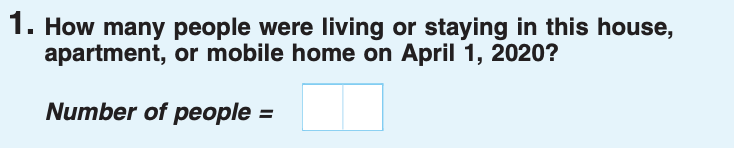 1. How many people were living or staying in this house,
apartment, or mobile home on April 1, 2020?
Number of people =